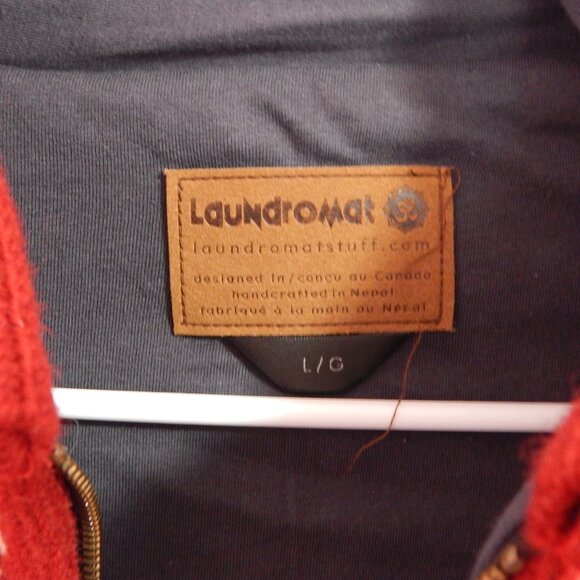 LaUNdroMat
laundromatstuff.com
designed in/conçu au Canada
handcrafted in Nepal
fabriqué à la main au Népal
L/G